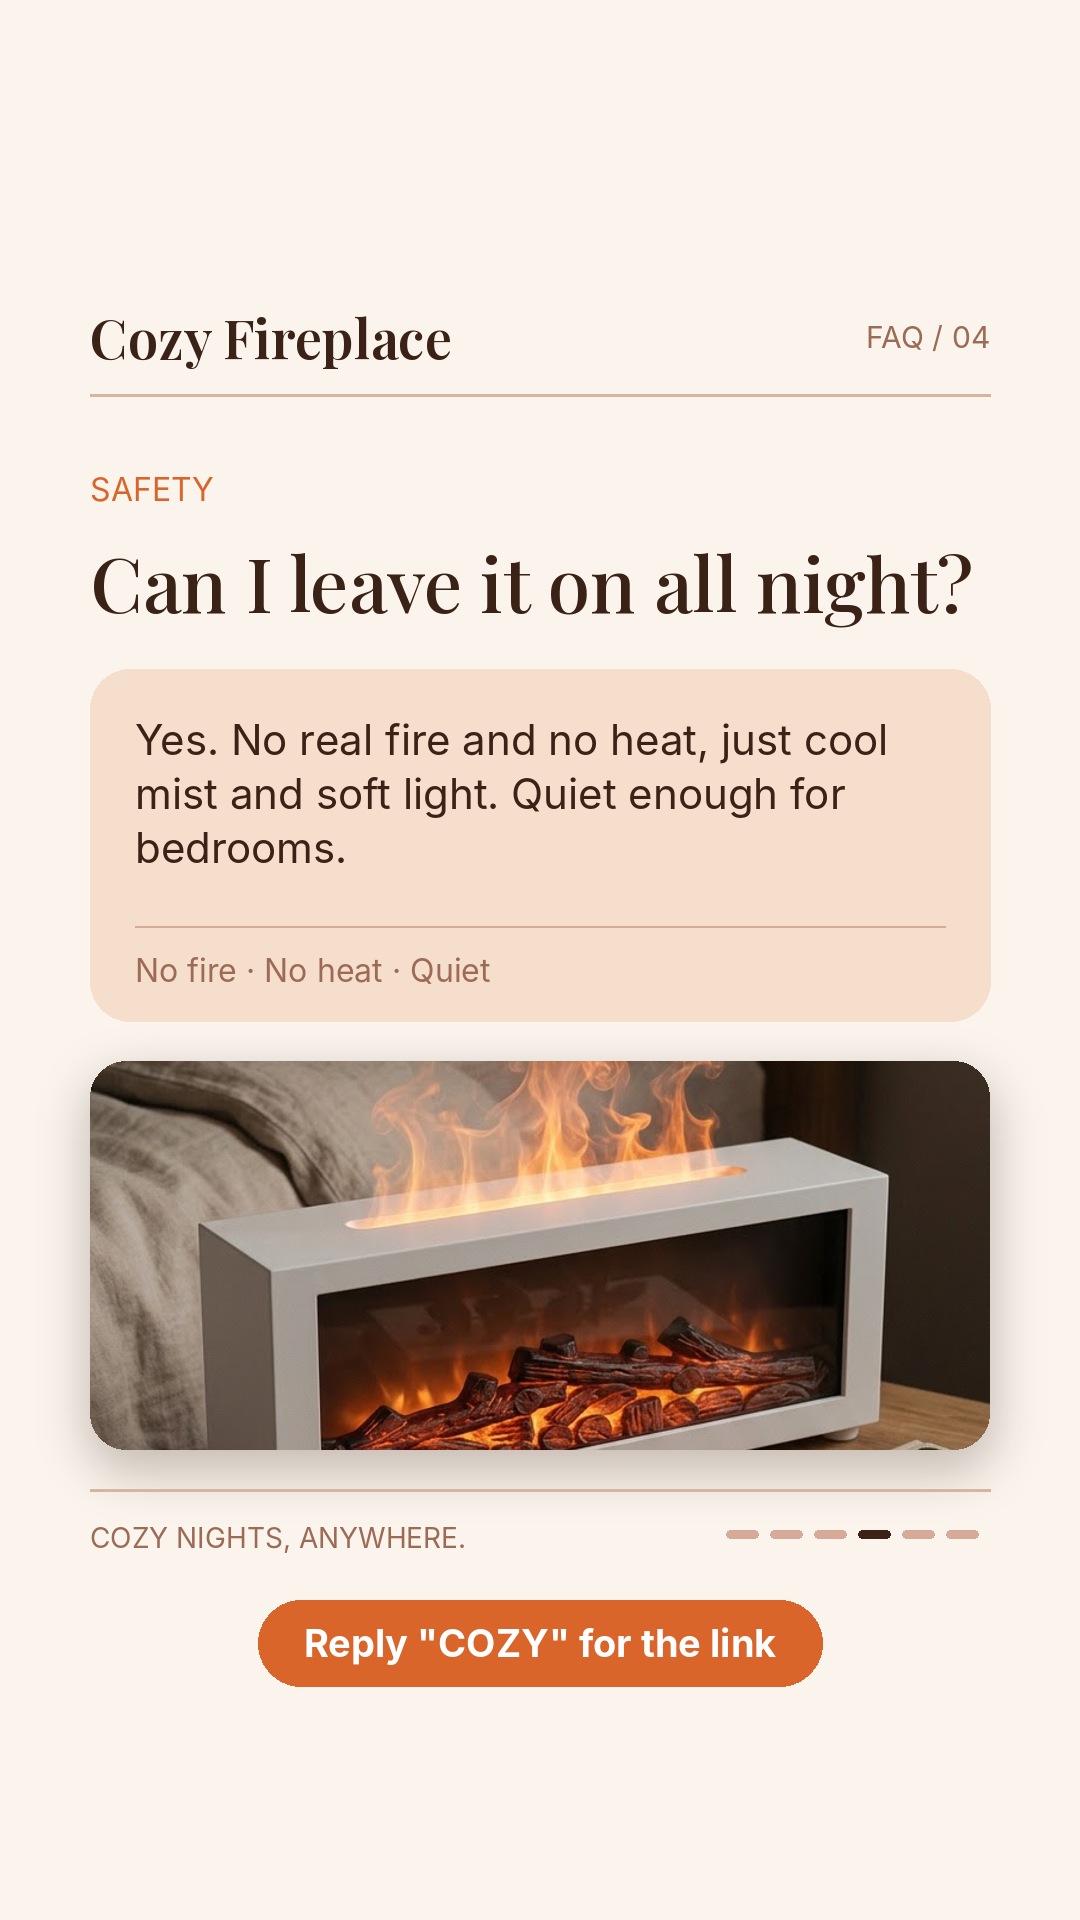 Cozy Fireplace
FAQ / 04
SAFETY
Can I leave it on all night?
Yes. No real fire and no heat, just cool
mist and soft light. Quiet enough for
bedrooms.
No fire · No heat · Quiet
COZY NIGHTS, ANYWHERE.
Reply "COZY" for the link